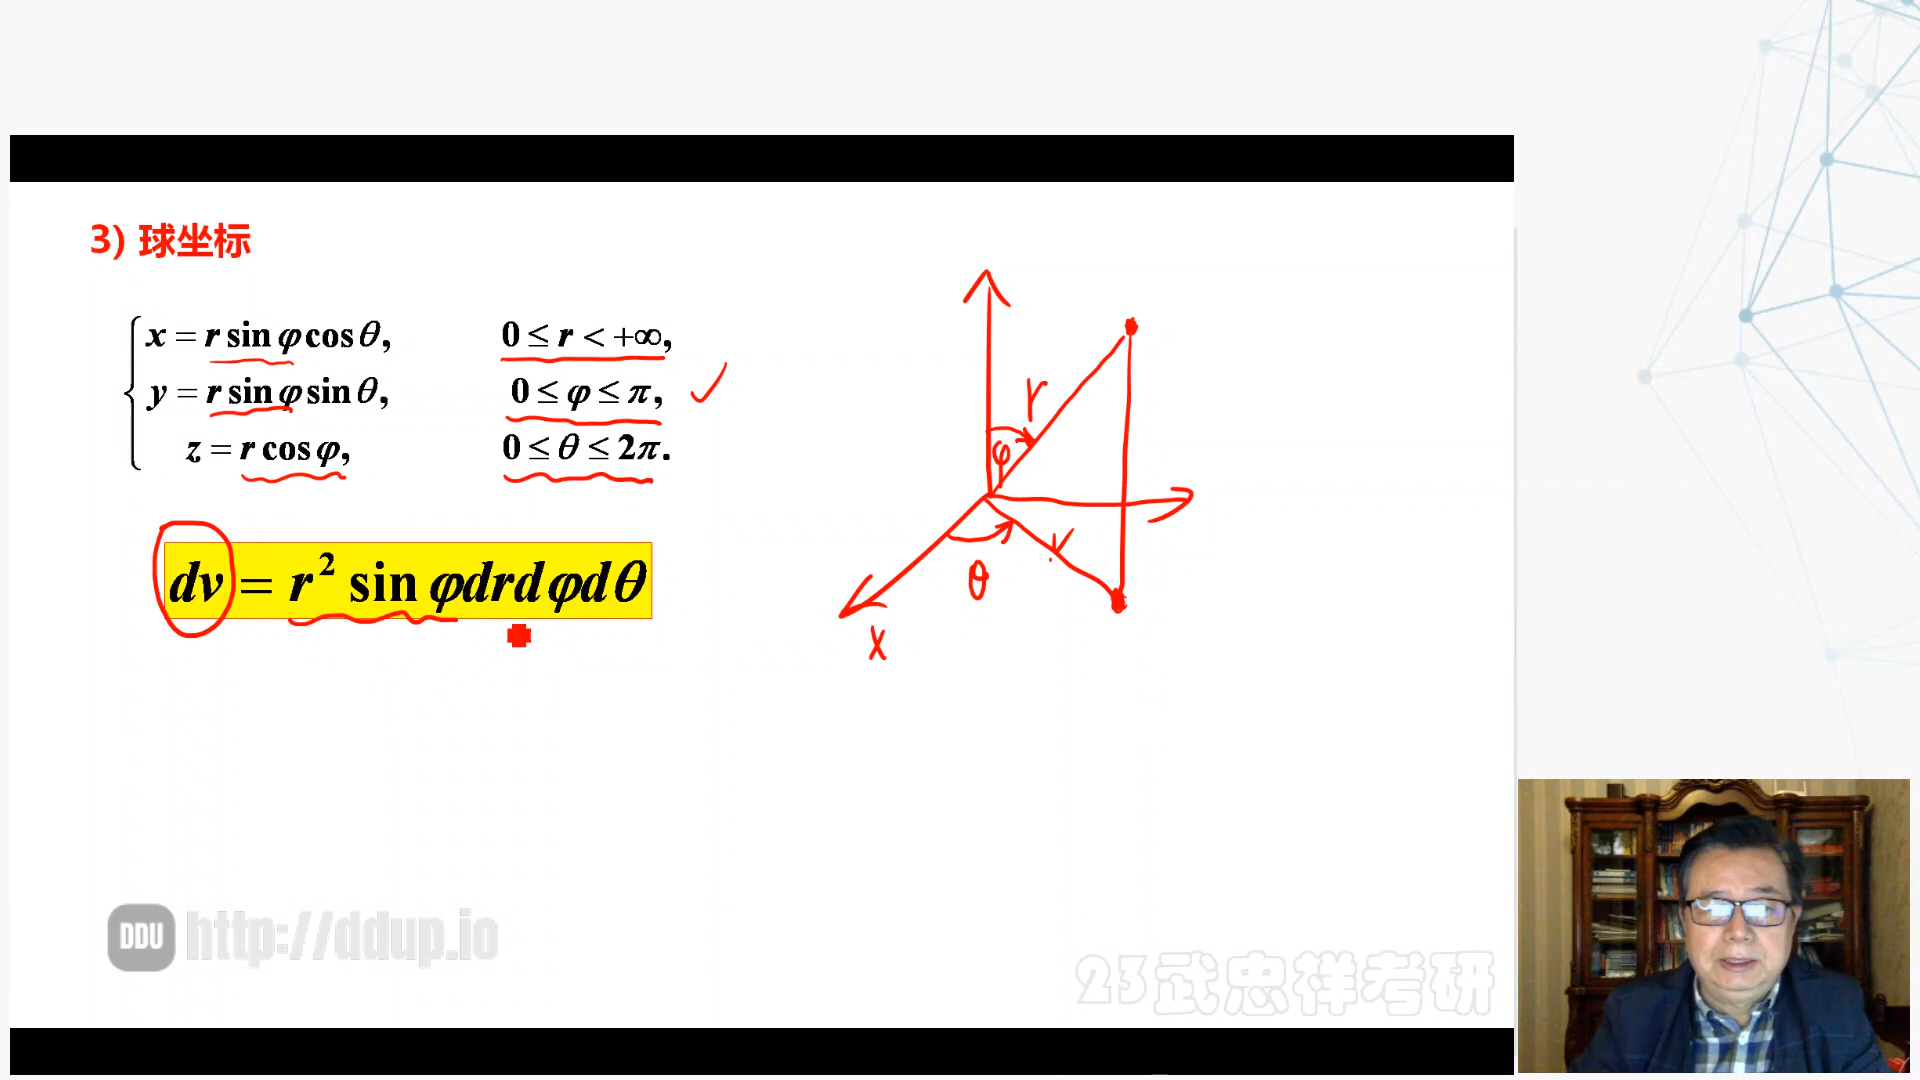 3) 球坐标
x = r sin φ cos θ, 0 ≤ r < +∞,
y = r sin φ sin θ, 0 ≤ φ ≤ π,
z = r cos φ, 0 ≤ θ ≤ 2π.
dv = r² sin φdrdφdθ
r
φ
θ
x
DDU http://ddup.io
23武忠祥考研